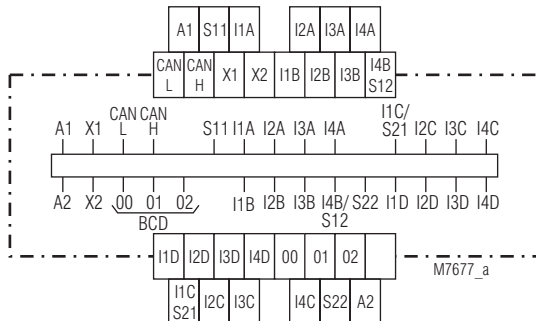 A1 S11 I1A I2A I3A I4A
CAN L CAN H X1 X2 I1B I2B I3B I4B S12
A1 X1 CAN L CAN H S11 I1A I2A I3A I4A I1C/ S21 I2C I3C I4C
A2 X2 00 01 02 I1B I2B I3B I4B/ S12 S22 I1D I2D I3D I4D
BCD
I1D I2D I3D I4D 00 01 02
M7677_a
I1C S21 I2C I3C I4C S22 A2